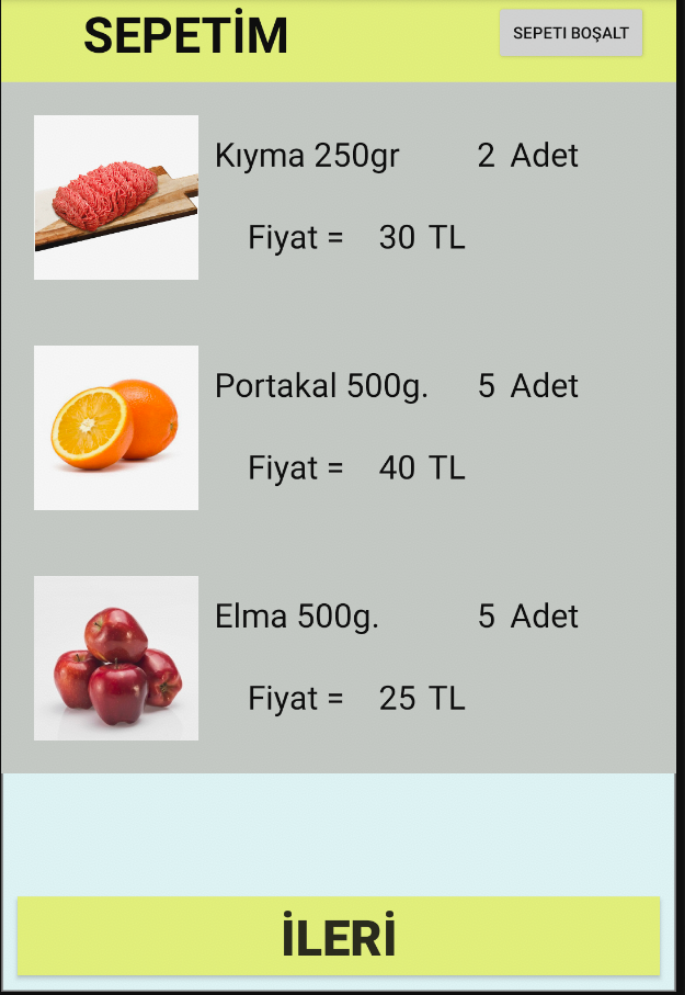 SEPETİM
SEPETI BOŞALT
Kıyma 250gr 2 Adet
Fiyat = 30 TL
Portakal 500g. 5 Adet
Fiyat = 40 TL
Elma 500g. 5 Adet
Fiyat = 25 TL
İLERİ